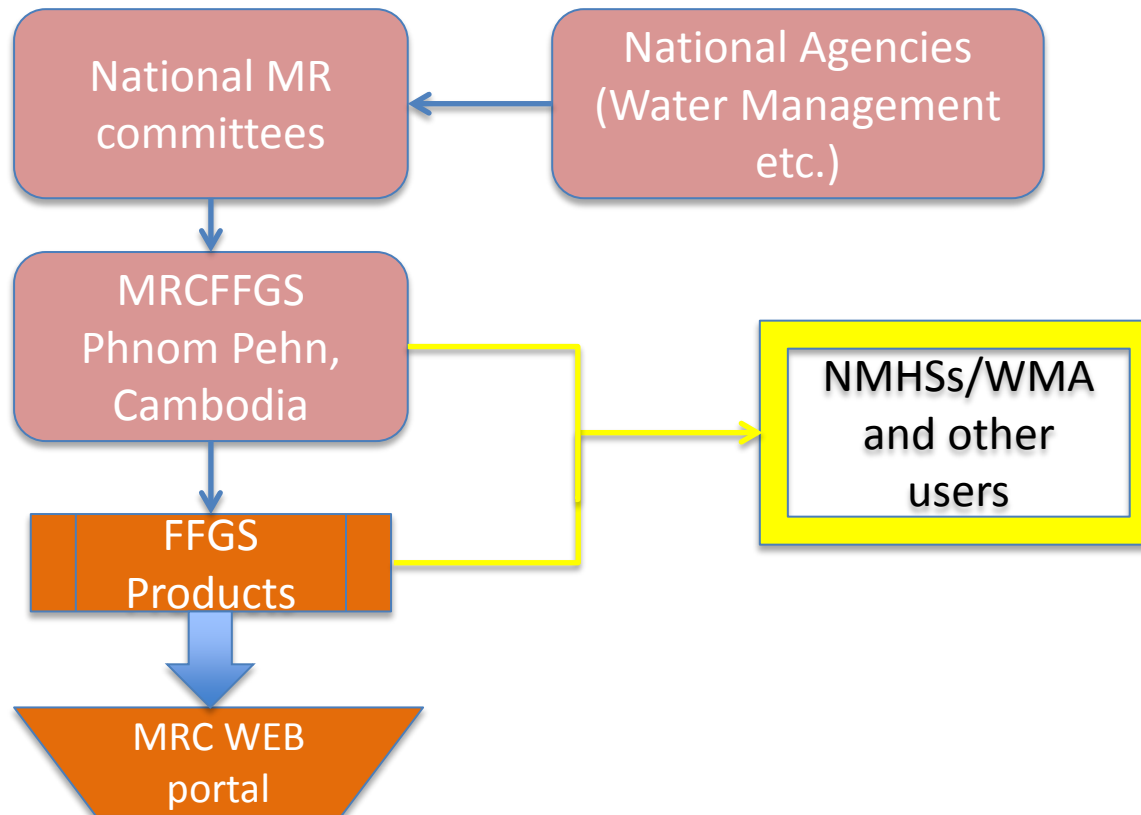 National MR
committees
National Agencies
(Water Management
etc.)
MRCFFGS
Phnom Pehn,
Cambodia
NMHSs/WMA
and other
users
FFGS
Products
MRC WEB
portal